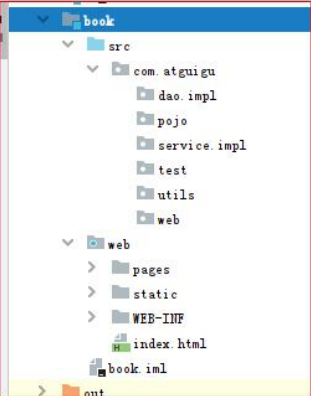 book
src
com.atguigu
dao.impl
pojo
service.impl
test
utils
web
web
pages
static
WEB-INF
index.html
book.iml
out